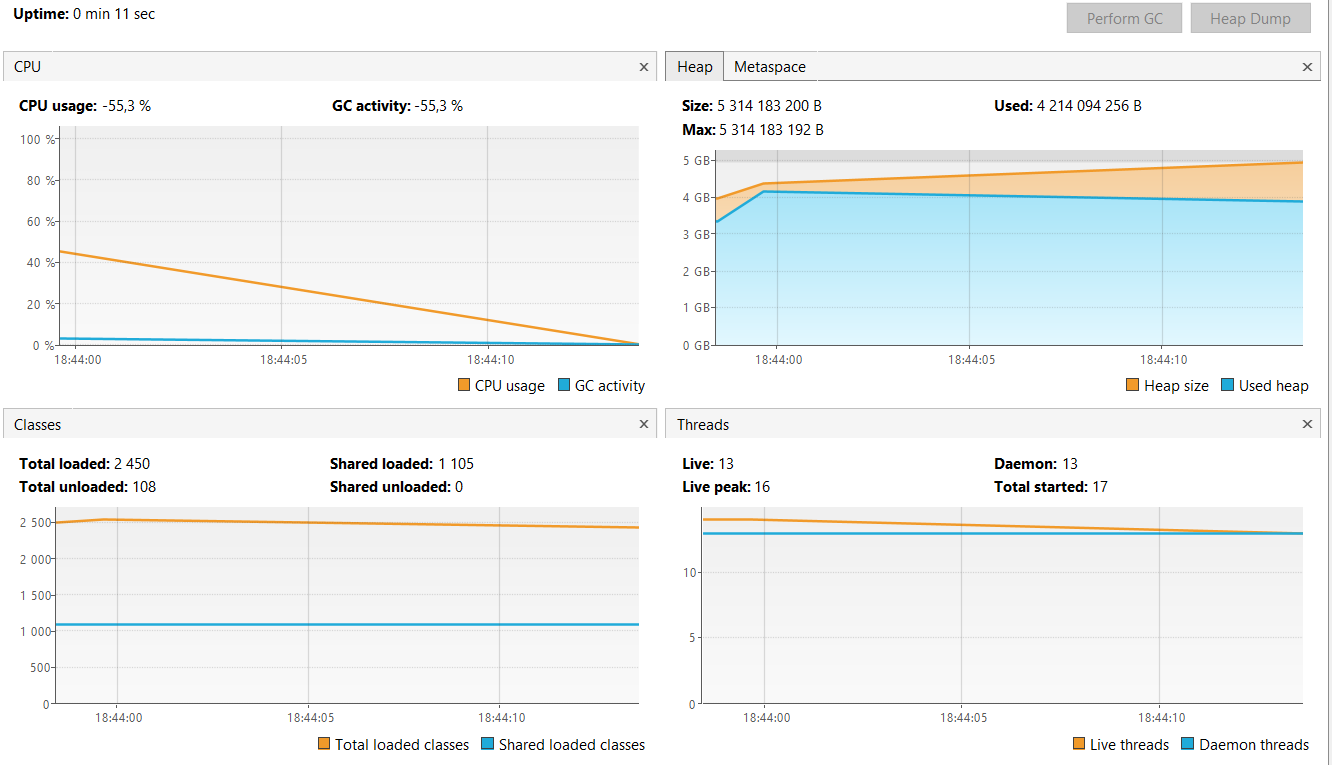 Uptime: 0 min 11 sec
Perform GC Heap Dump
CPU
CPU usage: -55,3 % GC activity: -55,3 %
100 %
80 %
60 %
40 %
20 %
0 %
18:44:00 18:44:05 18:44:10
CPU usage GC activity
Heap Metaspace
Size: 5 314 183 200 B Used: 4 214 094 256 B
Max: 5 314 183 192 B
5 GB
4 GB
3 GB
2 GB
1 GB
0 GB
18:44:00 18:44:05 18:44:10
Heap size Used heap
Classes
Total loaded: 2 450 Shared loaded: 1 105
Total unloaded: 108 Shared unloaded: 0
2 500
2 000
1 500
1 000
500
0
18:44:00 18:44:05 18:44:10
Total loaded classes Shared loaded classes
Threads
Live: 13 Daemon: 13
Live peak: 16 Total started: 17
10
5
0
18:44:00 18:44:05 18:44:10
Live threads Daemon threads